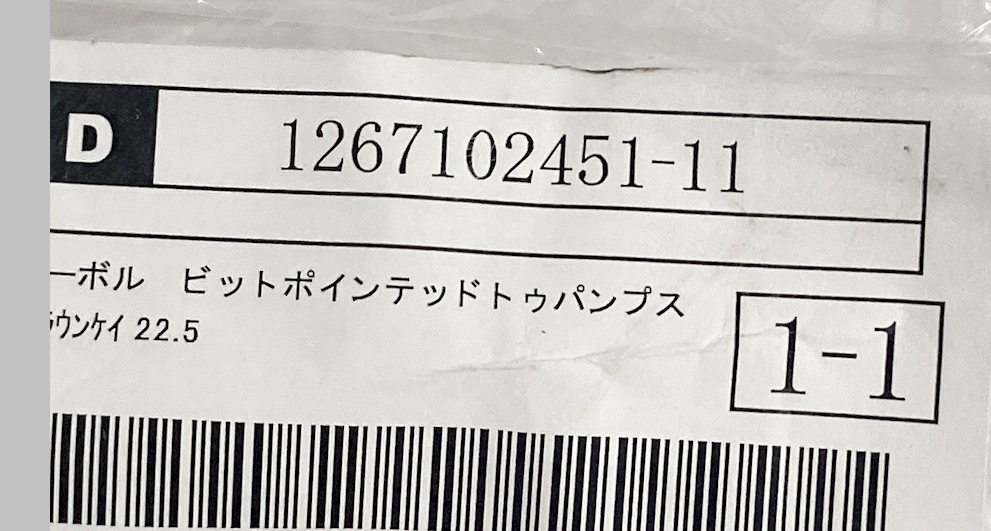 D 1267102451-11
ーボル ビットポインテッドトゥパンプス
ﾗｳﾝｹｲ 22.5
1-1